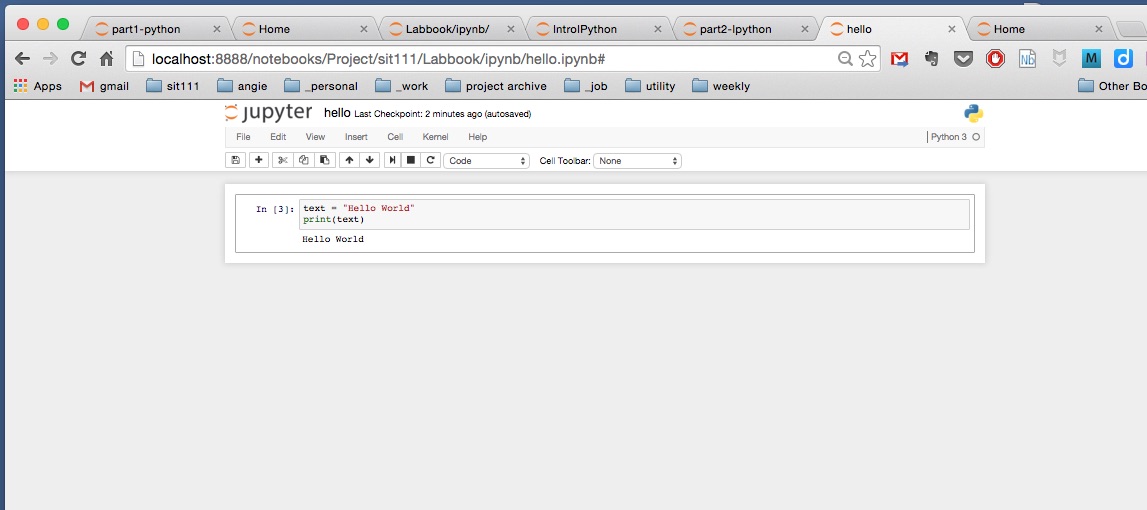 part1-python Home Labbook/ipynb/ IntroIPython part2-Ipython hello Home
localhost:8888/notebooks/Project/sit111/Labbook/ipynb/hello.ipynb#
Apps gmail sit111 angie _personal _work project archive _job utility weekly Other Bo
jupyter hello Last Checkpoint: 2 minutes ago (autosaved)
File Edit View Insert Cell Kernel Help Python 3
Code Cell Toolbar: None
In [3]: text = "Hello World"
print(text)
Hello World